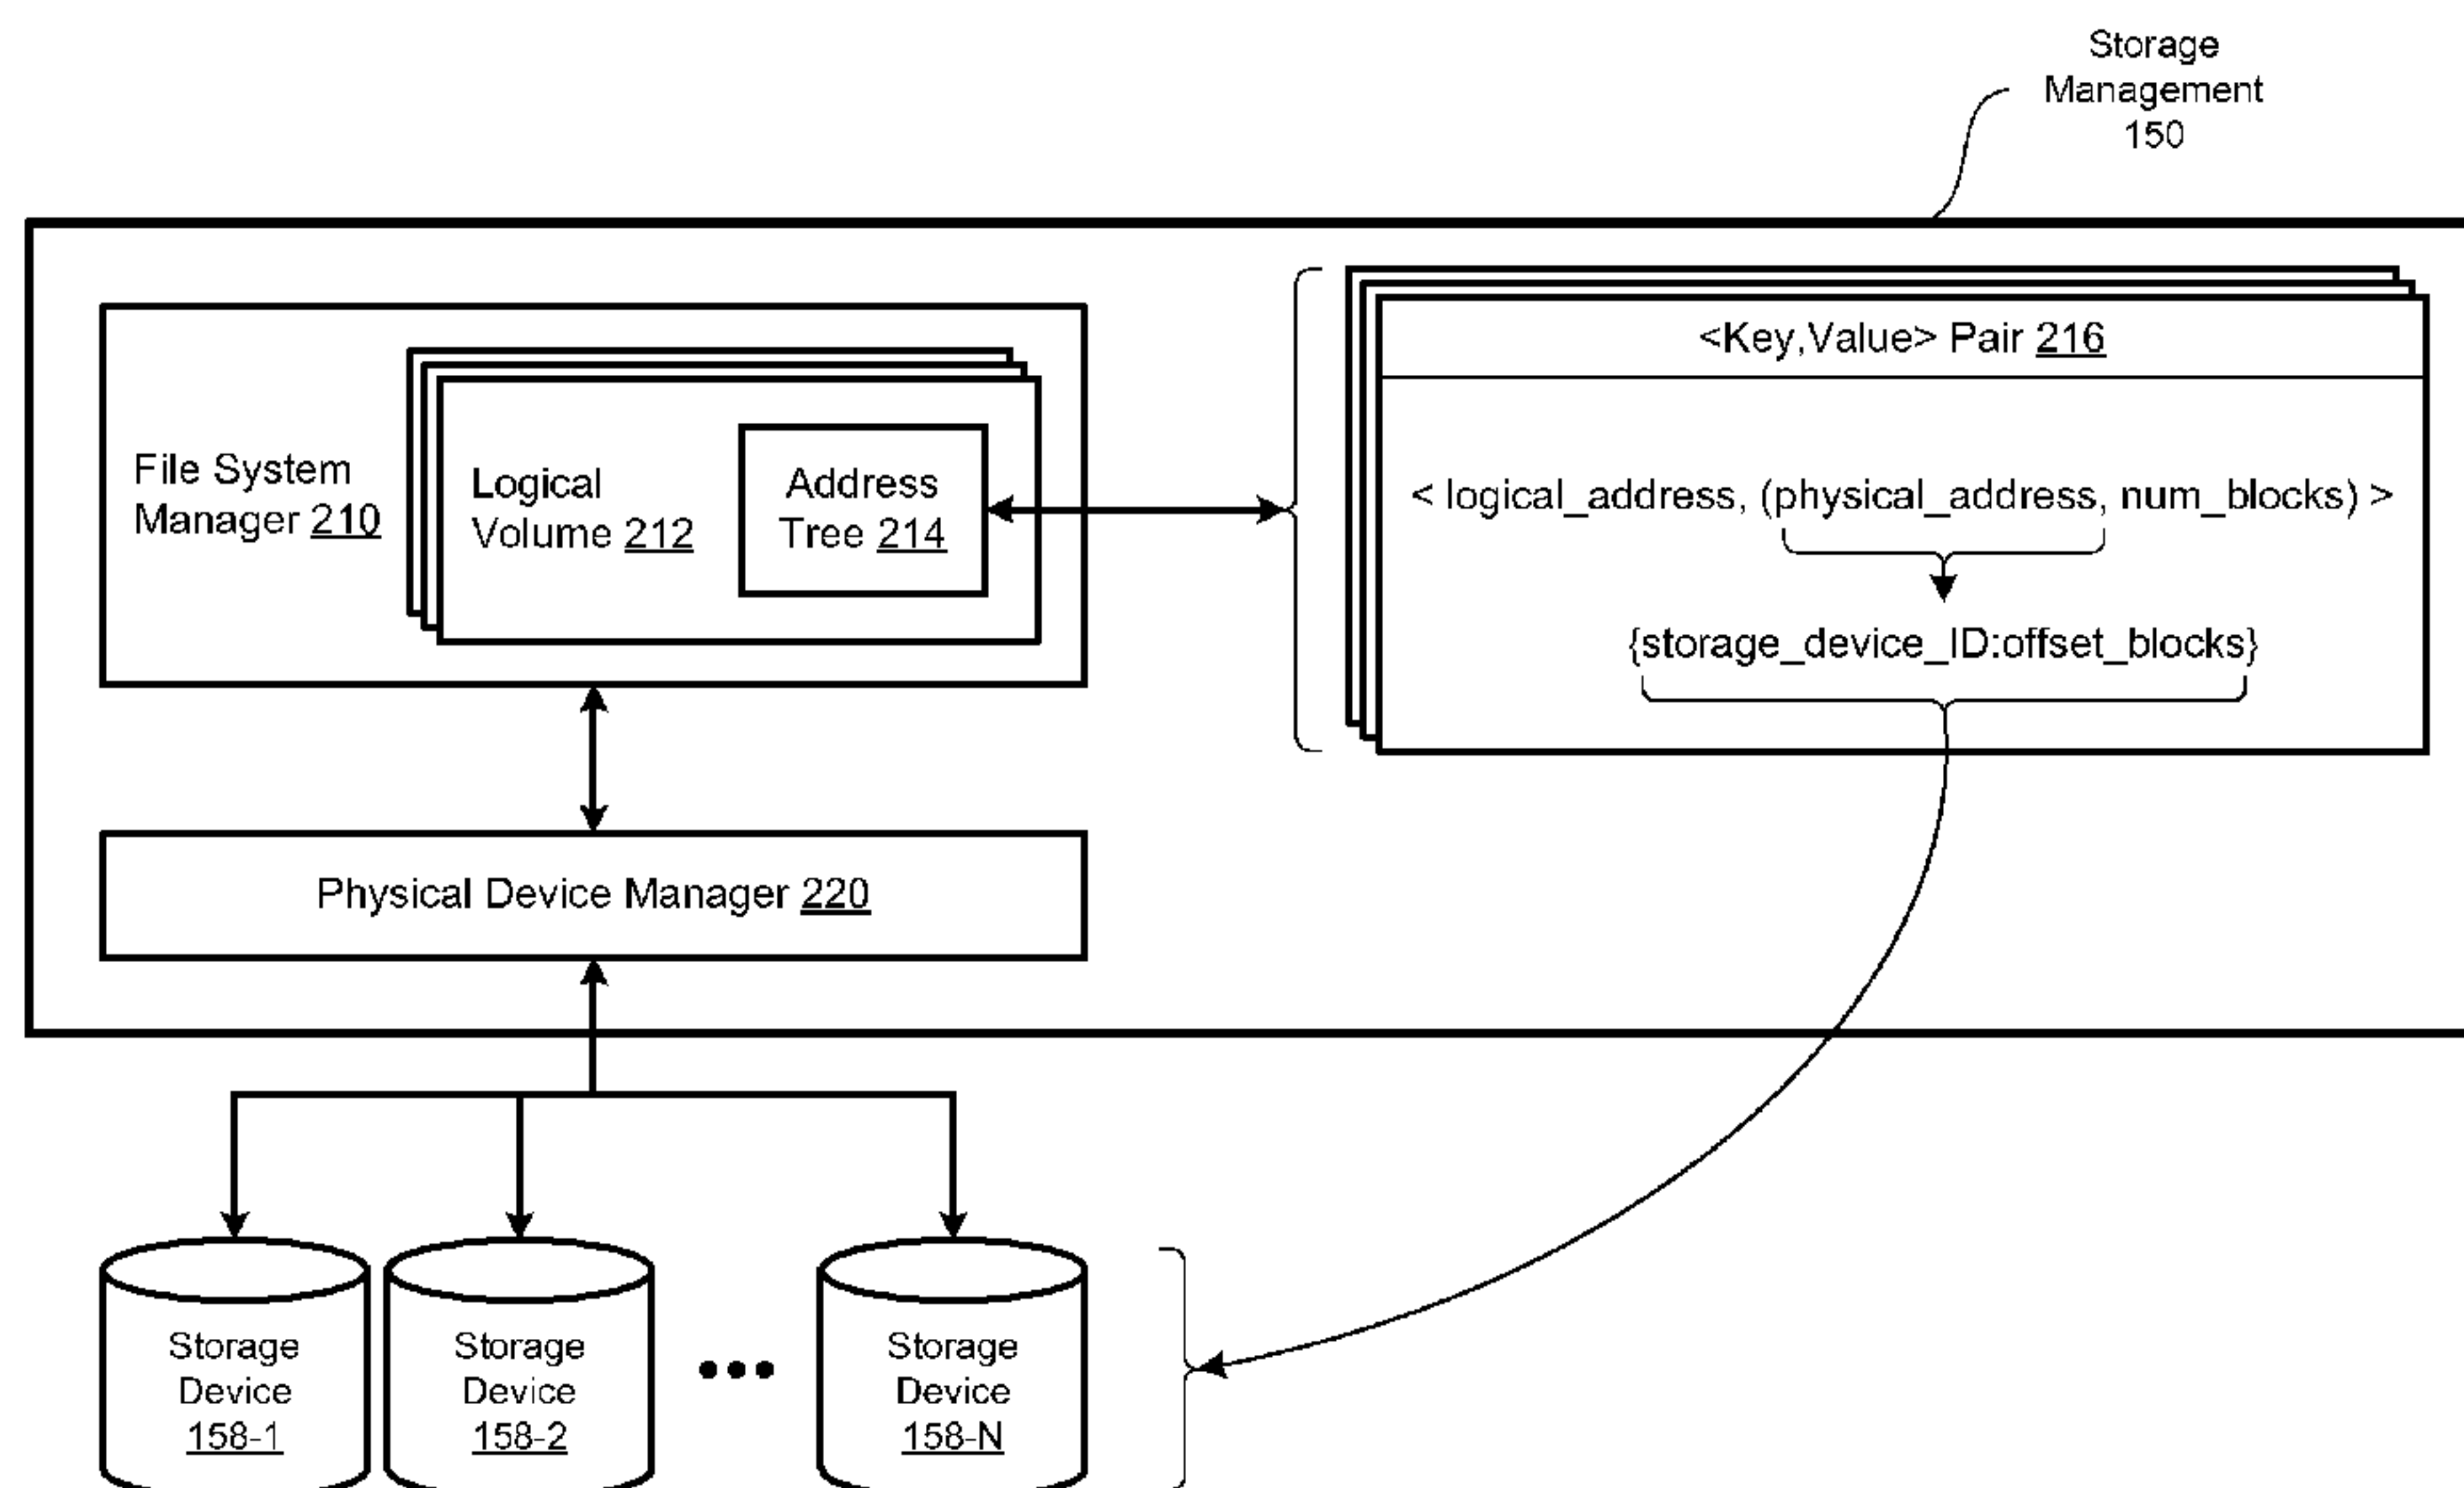 Storage
Management
150
<Key,Value> Pair 216
File System
Manager 210
Logical
Volume 212
Address
Tree 214
< logical_address, (physical_address, num_blocks) >
{storage_device_ID:offset_blocks}
Physical Device Manager 220
Storage
Device
158-1
Storage
Device
158-2
•••
Storage
Device
158-N